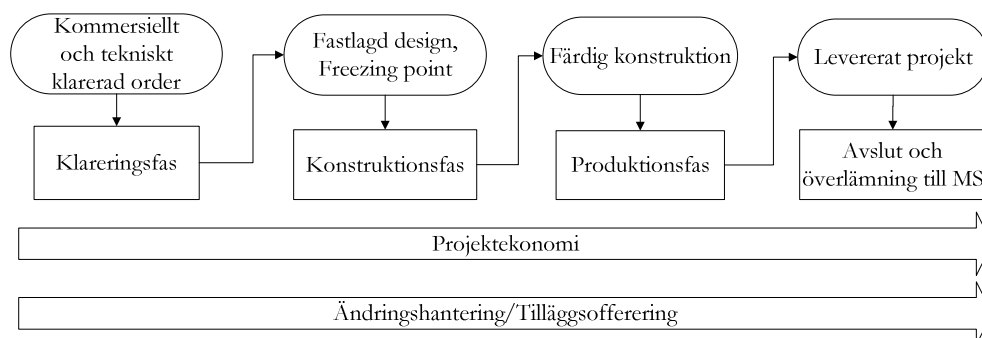 Kommersiellt
och tekniskt
klarerad order
Fastlagd design,
Freezing point
Färdig konstruktion
Levererat projekt
Klareringsfas
Konstruktionsfas
Produktionsfas
Avslut och
överlämning till MS
Projektekonomi
Ändringshantering/Tilläggsofferering